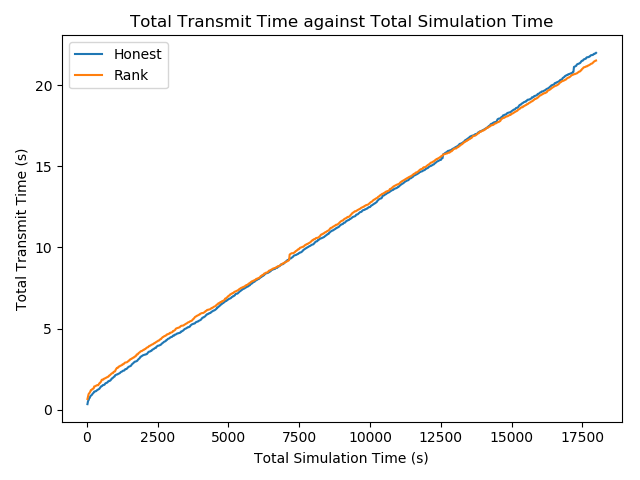 Total Transmit Time against Total Simulation Time
Honest
Rank
Total Transmit Time (s)
20
15
10
5
0
0 2500 5000 7500 10000 12500 15000 17500
Total Simulation Time (s)